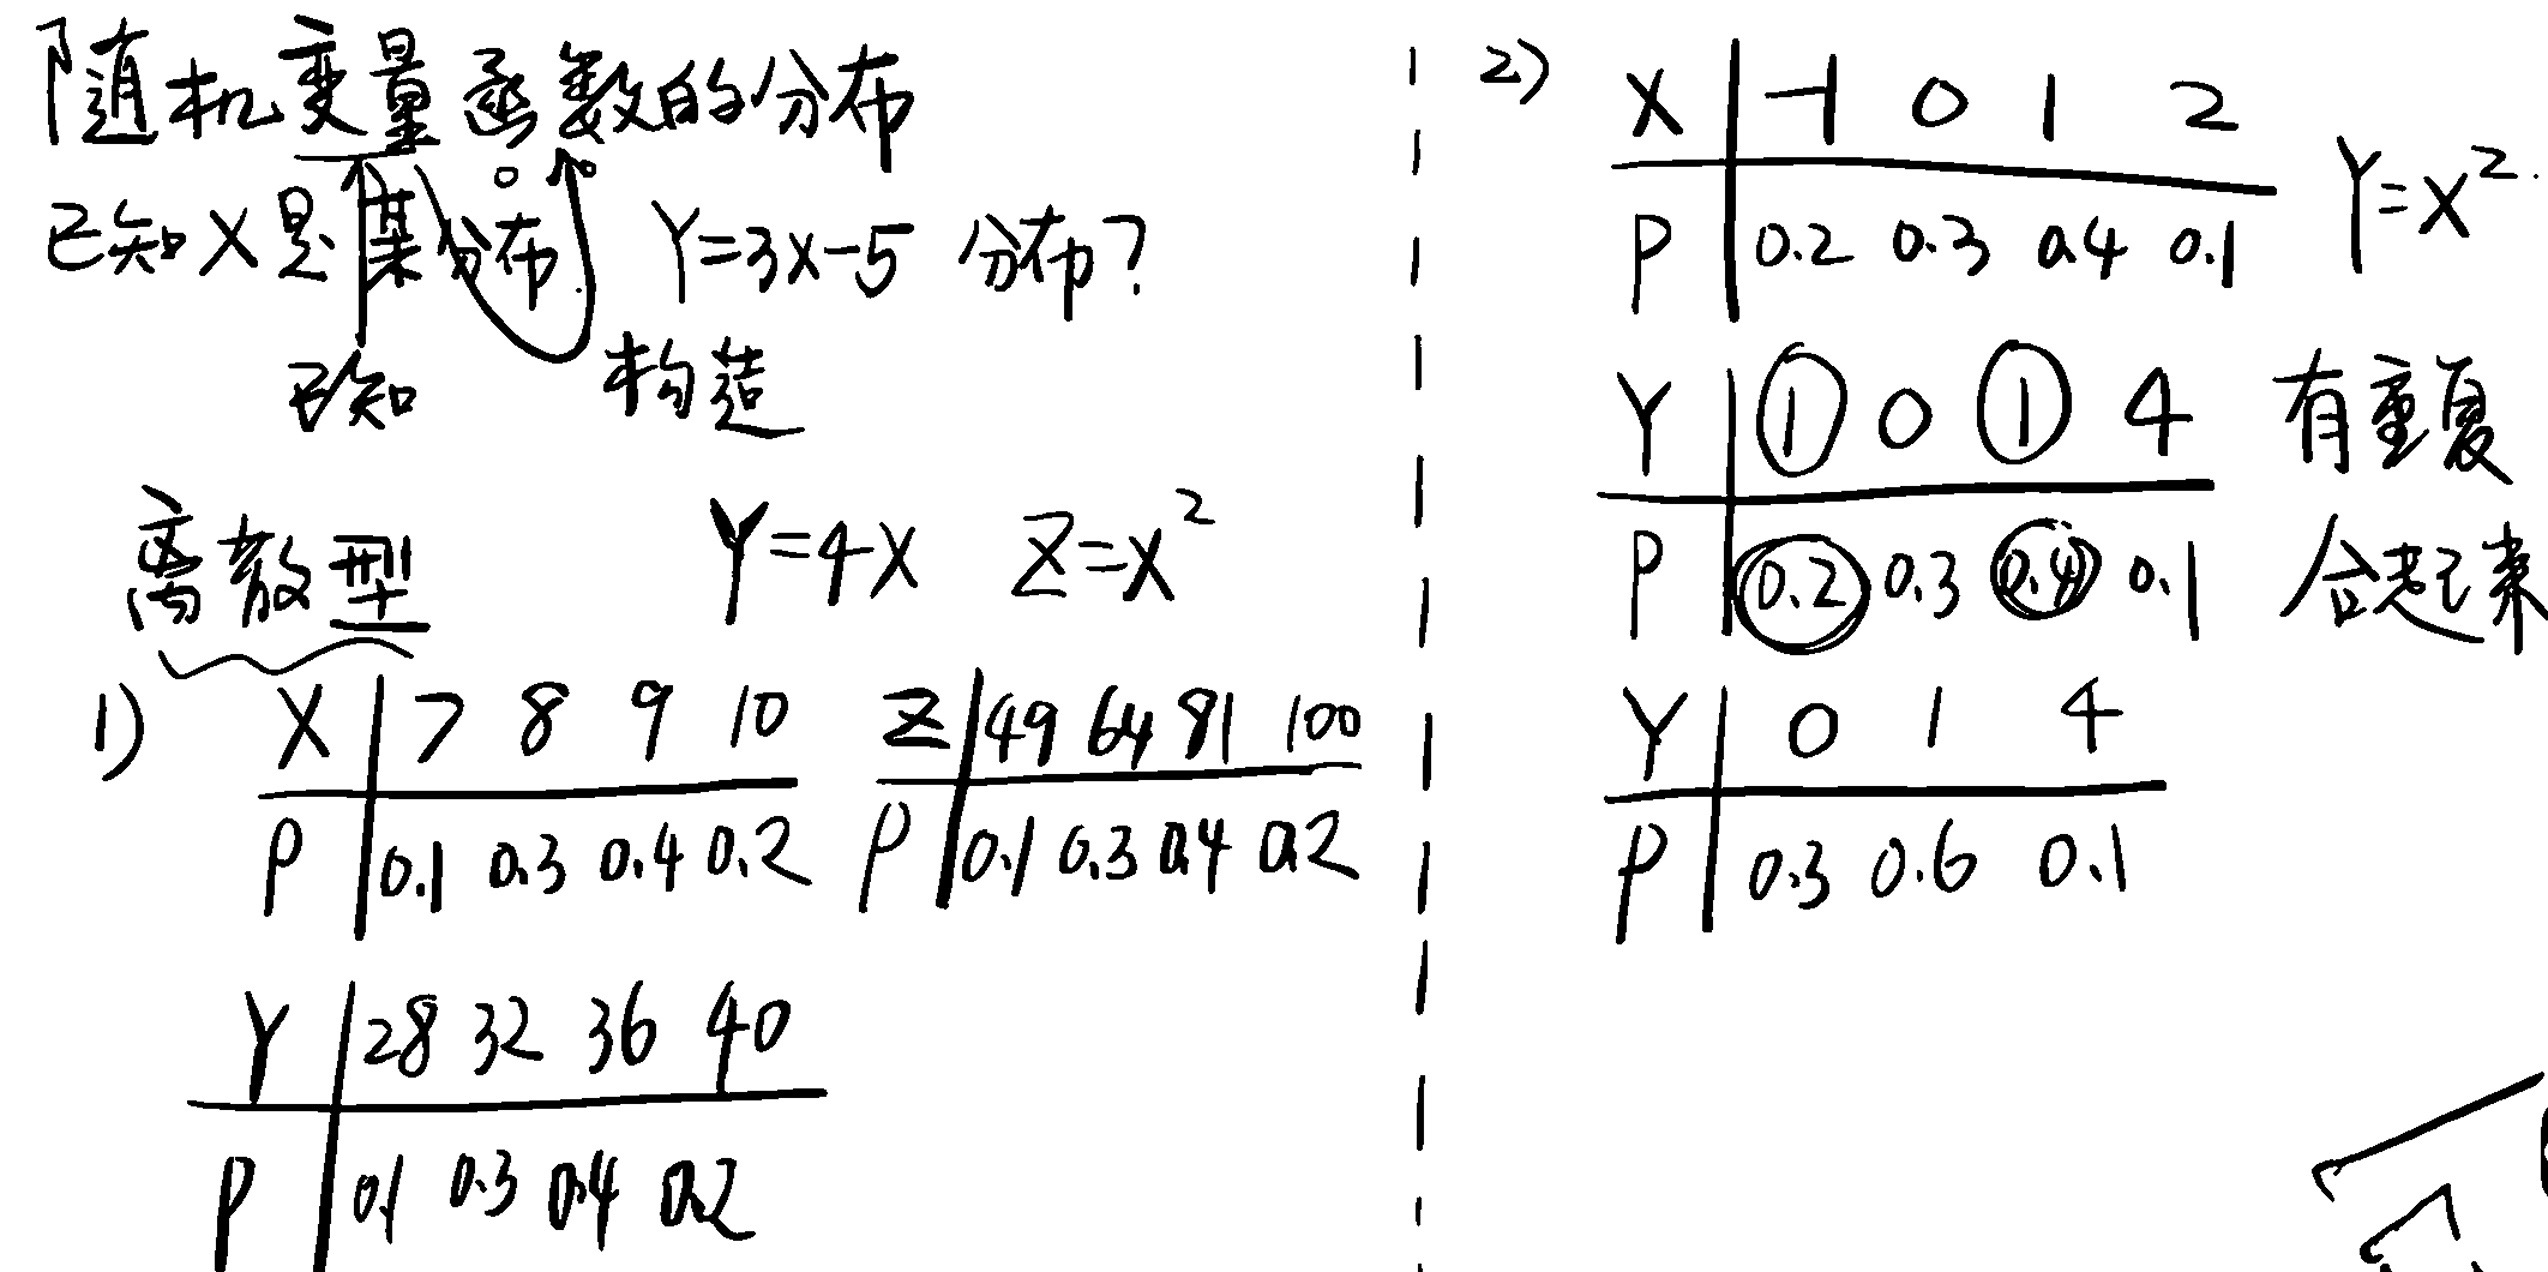 随机变量函数的分布。
已知X是某分布. Y=3X-5 分布?
已知 构造
离散型 Y=4X Z=X²
1) X 7 8 9 10
P 0.1 0.3 0.4 0.2
Z 49 64 81 100
P 0.1 0.3 0.4 0.2
Y 28 32 36 40
P 0.1 0.3 0.4 0.2
2) X -1 0 1 2
P 0.2 0.3 0.4 0.1
Y=X².
Y 1 0 1 4 有重复
P 0.2 0.3 0.4 0.1 合起来
Y 0 1 4
P 0.3 0.6 0.1